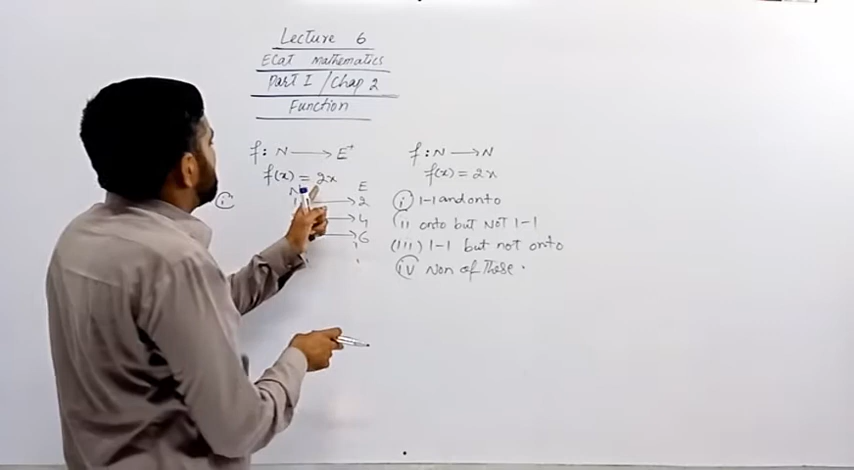 Lecture 6
ECat Mathematics
Part I / Chap 2
Function
f: N → E⁺
f(x) = 2x
N E
1 → 2
→ 4
→ 6
(i
f: N → N
f(x) = 2x
(i) 1-1 and onto
(ii onto but NOT 1-1
(iii) 1-1 but not onto
(iv Non of These.